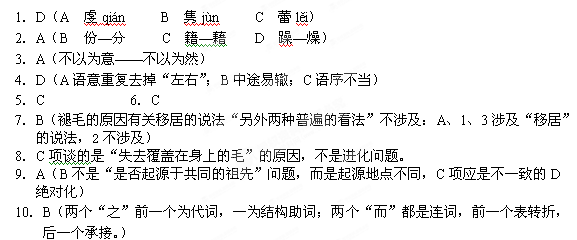 1. D(A 虔 qián B 隽 jùn C 蕾 lěi)
2. A(B 份—分 C 籍—藉 D 躁—燥)
3. A(不以为意——不以为然)
4. D(A 语意重复去掉“左右”;B 中途易辙;C 语序不当)
5. C 6. C
7. B(褪毛的原因有关移居的说法“另外两种普遍的看法”不涉及:A、1、3 涉及“移居”
的说法,2 不涉及)
8. C 项谈的是“失去覆盖在身上的毛”的原因,不是进化问题。
9. A(B 不是“是否起源于共同的祖先”问题,而是起源地点不同,C 项应是不一致的 D
绝对化)
10. B(两个“之”前一个为代词,一为结构助词;两个“而”都是连词,前一个表转折,
后一个承接。)